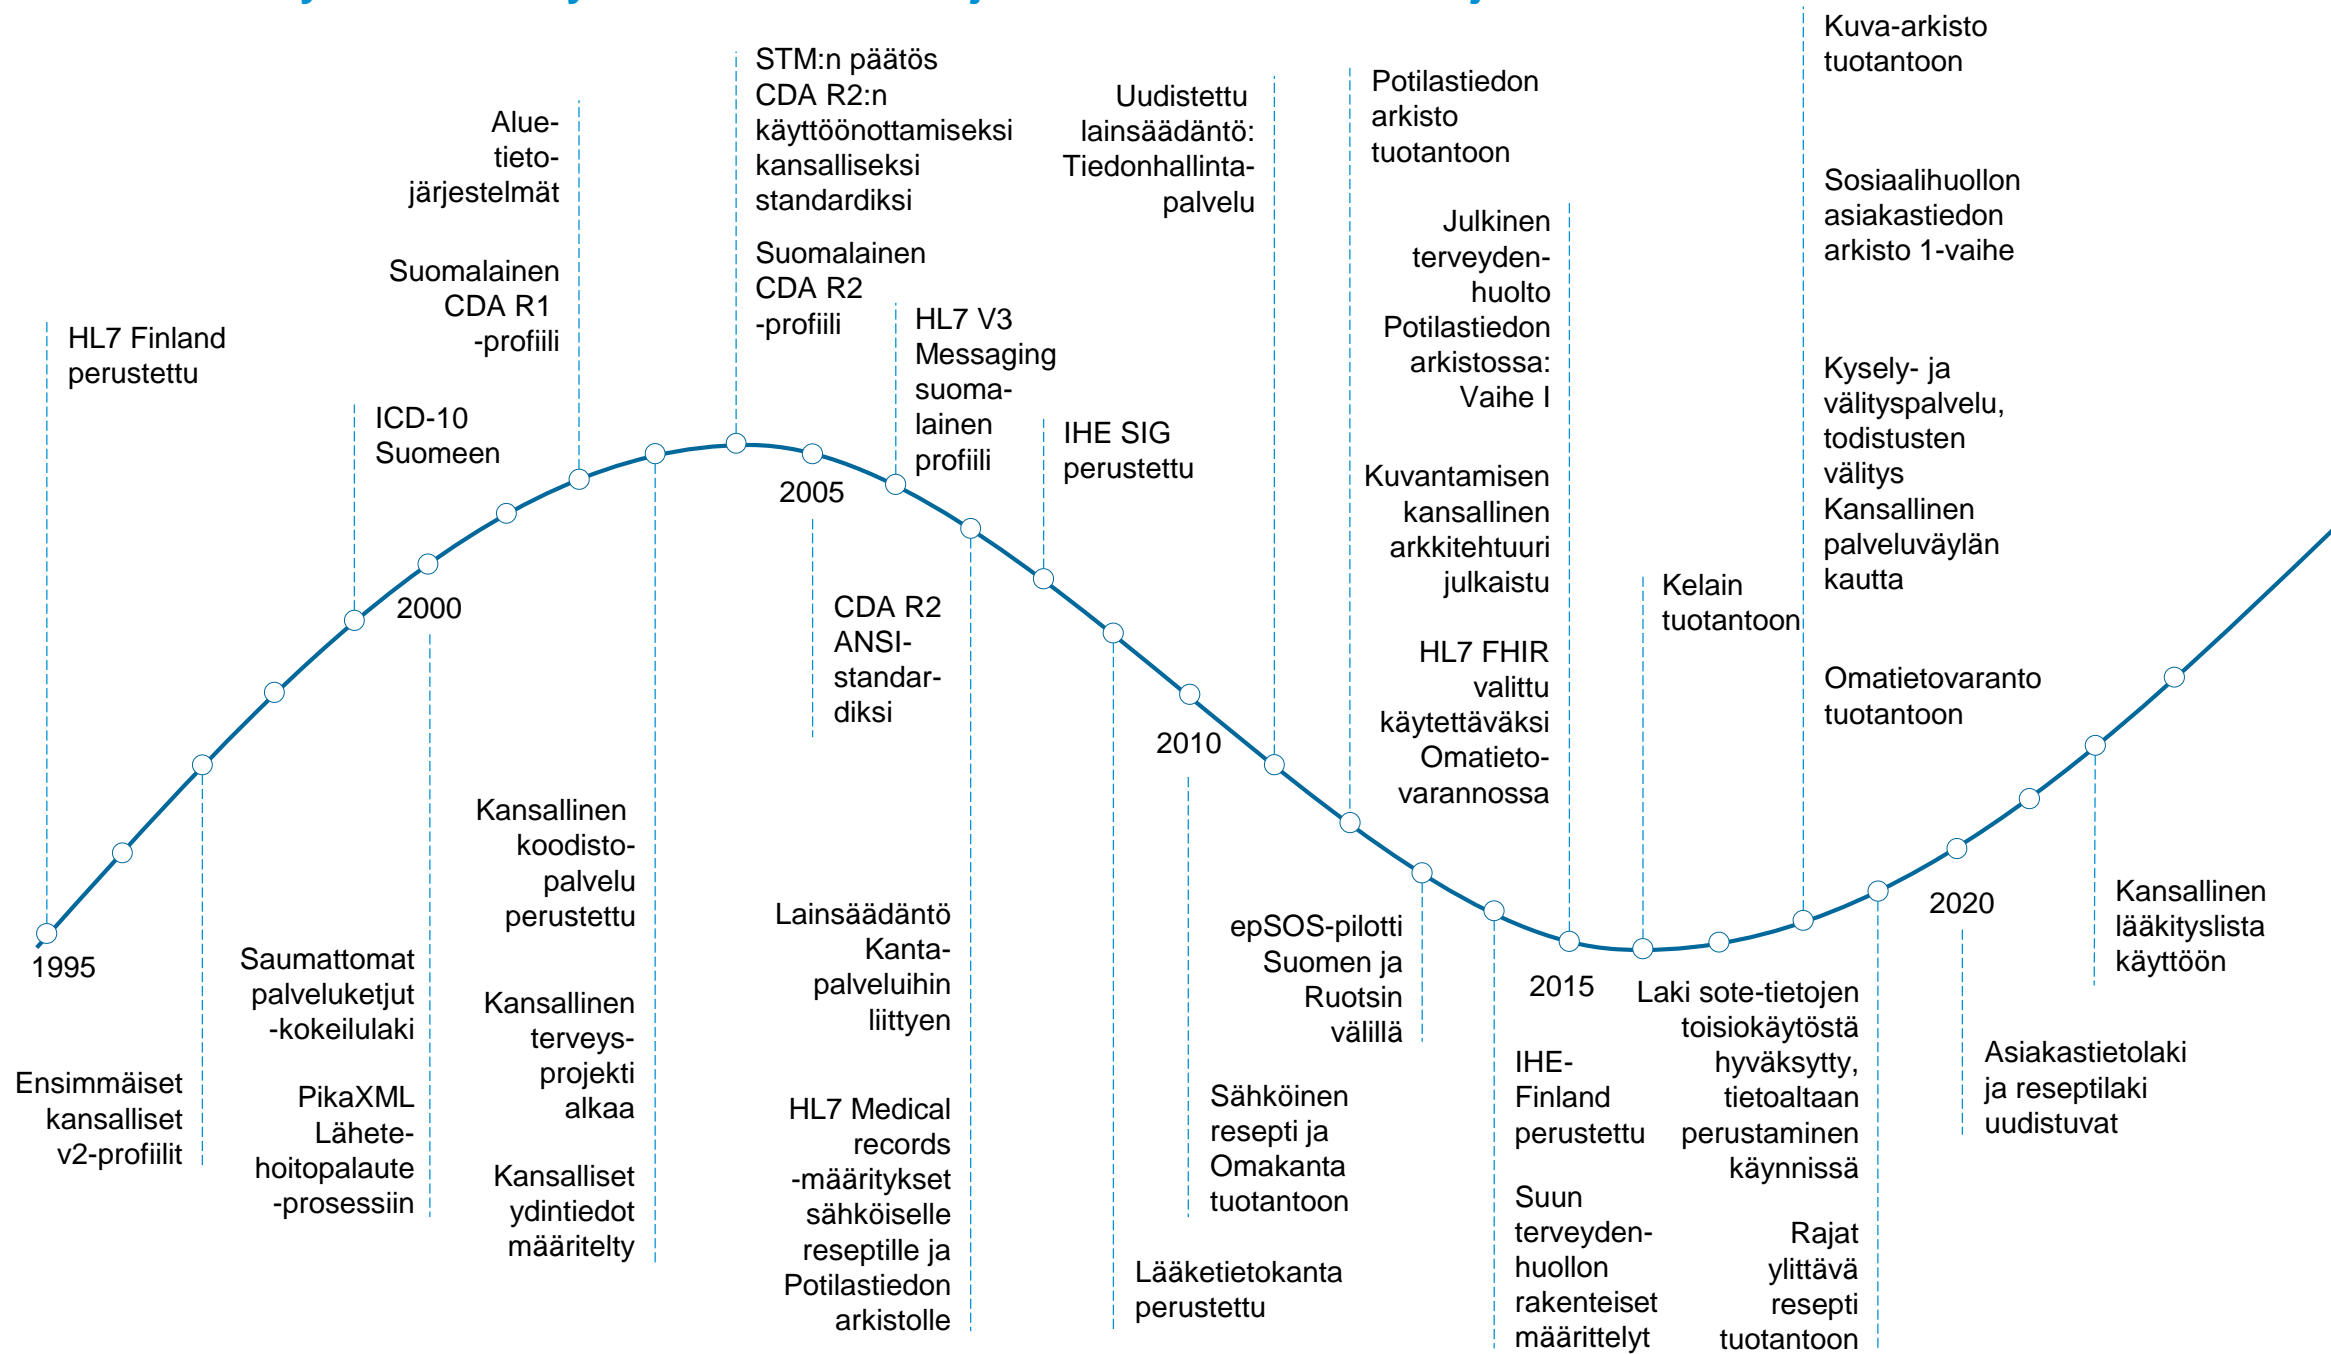 HL7 Finland
perustettu
1995
Ensimmäiset
kansalliset
v2-profiilit
ICD-10
Suomeen
2000
Saumattomat
palveluketjut
-kokeilulaki
PikaXML
Lähete-
hoitopalaute
-prosessiin
Alue-
tieto-
järjestelmät
Suomalainen
CDA R1
-profiili
Kansallinen
koodisto-
palvelu
perustettu
Kansallinen
terveys-
projekti
alkaa
Kansalliset
ydintiedot
määritelty
STM:n päätös
CDA R2:n
käyttöönottamiseksi
kansalliseksi
standardiksi
Suomalainen
CDA R2
-profiili
2005
CDA R2
ANSI-
standar-
diksi
HL7 V3
Messaging
suoma-
lainen
profiili
Lainsäädäntö
Kanta-
palveluihin
liittyen
HL7 Medical
records
-määritykset
sähköiselle
reseptille ja
Potilastiedon
arkistolle
IHE SIG
perustettu
Lääketietokanta
perustettu
2010
Sähköinen
resepti ja
Omakanta
tuotantoon
Uudistettu
lainsäädäntö:
Tiedonhallinta-
palvelu
Potilastiedon
arkisto
tuotantoon
epSOS-pilotti
Suomen ja
Ruotsin
välillä
IHE-
Finland
perustettu
Suun
terveyden-
huollon
rakenteiset
määrittelyt
Julkinen
terveyden-
huolto
Potilastiedon
arkistossa:
Vaihe I
Kuvantamisen
kansallinen
arkkitehtuuri
julkaistu
HL7 FHIR
valittu
käytettäväksi
Omatieto-
varannossa
2015
Kelain
tuotantoon
Kuva-arkisto
tuotantoon
Sosiaalihuollon
asiakastiedon
arkisto 1-vaihe
Kysely- ja
välityspalvelu,
todistusten
välitys
Kansallinen
palveluväylän
kautta
Omatietovaranto
tuotantoon
Laki sote-tietojen
toisiokäytöstä
hyväksytty,
tietoaltaan
perustaminen
käynnissä
Rajat
ylittävä
resepti
tuotantoon
2020
Asiakastietolaki
ja reseptilaki
uudistuvat
Kansallinen
lääkityslista
käyttöön